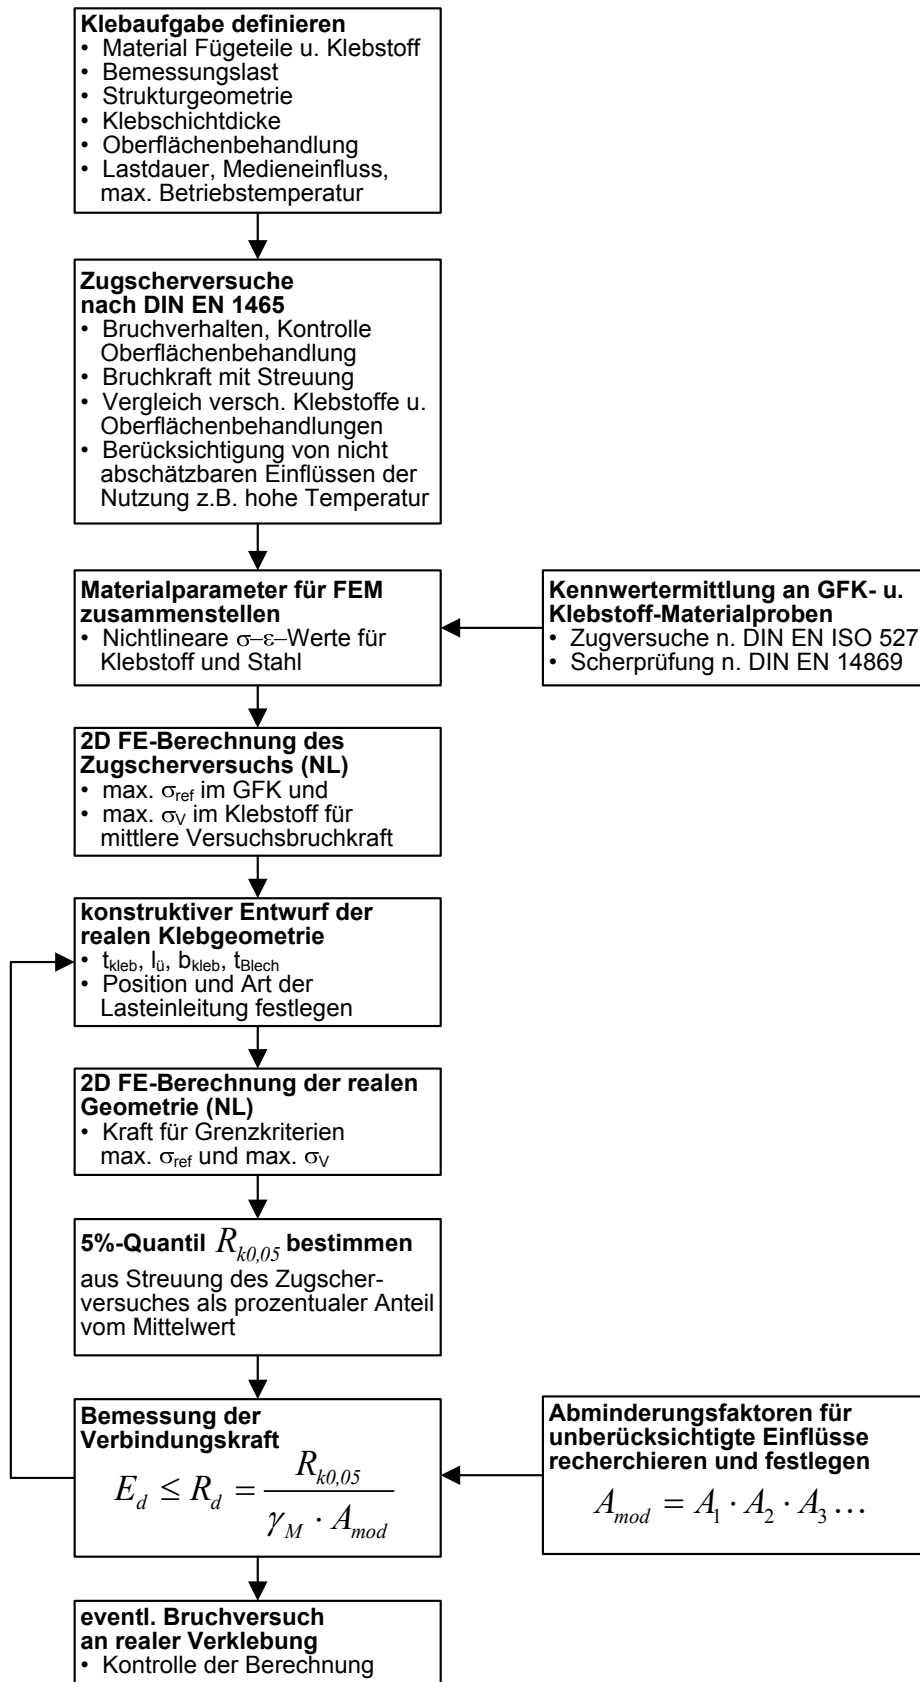 Klebaufgabe definieren
• Material Fügeteile u. Klebstoff
• Bemessungslast
• Strukturgeometrie
• Klebschichtdicke
• Oberflächenbehandlung
• Lastdauer, Medieneinfluss,
max. Betriebstemperatur
Zugscherversuche
nach DIN EN 1465
• Bruchverhalten, Kontrolle
Oberflächenbehandlung
• Bruchkraft mit Streuung
• Vergleich versch. Klebstoffe u.
Oberflächenbehandlungen
• Berücksichtigung von nicht
abschätzbaren Einflüssen der
Nutzung z.B. hohe Temperatur
Materialparameter für FEM
zusammenstellen
• Nichtlineare σ–ε–Werte für
Klebstoff und Stahl
Kennwertermittlung an GFK- u.
Klebstoff-Materialproben
• Zugversuche n. DIN EN ISO 527
• Scherprüfung n. DIN EN 14869
2D FE-Berechnung des
Zugscherversuchs (NL)
• max. σref im GFK und
• max. σV im Klebstoff für
mittlere Versuchsbruchkraft
konstruktiver Entwurf der
realen Klebgeometrie
• tkleb, lü, bkleb, tBlech
• Position und Art der
Lasteinleitung festlegen
2D FE-Berechnung der realen
Geometrie (NL)
• Kraft für Grenzkriterien
max. σref und max. σV
5%-Quantil Rk0,05 bestimmen
aus Streuung des Zugscher-
versuches als prozentualer Anteil
vom Mittelwert
Bemessung der
Verbindungskraft
Ed ≤ Rd = Rk0,05 / (γM · Amod)
Abminderungsfaktoren für
unberücksichtigte Einflüsse
recherchieren und festlegen
Amod = A1 · A2 · A3 ...
eventl. Bruchversuch
an realer Verklebung
• Kontrolle der Berechnung